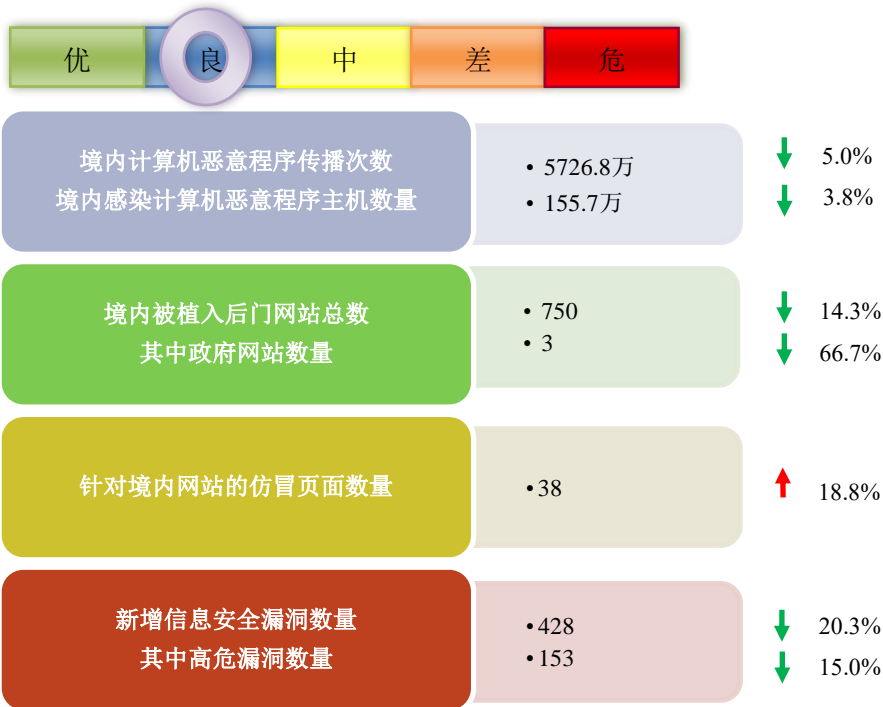 优 良 中 差 危
境内计算机恶意程序传播次数
境内感染计算机恶意程序主机数量
• 5726.8万
• 155.7万
5.0%
3.8%
境内被植入后门网站总数
其中政府网站数量
• 750
• 3
14.3%
66.7%
针对境内网站的仿冒页面数量
•38
18.8%
新增信息安全漏洞数量
其中高危漏洞数量
•428
•153
20.3%
15.0%